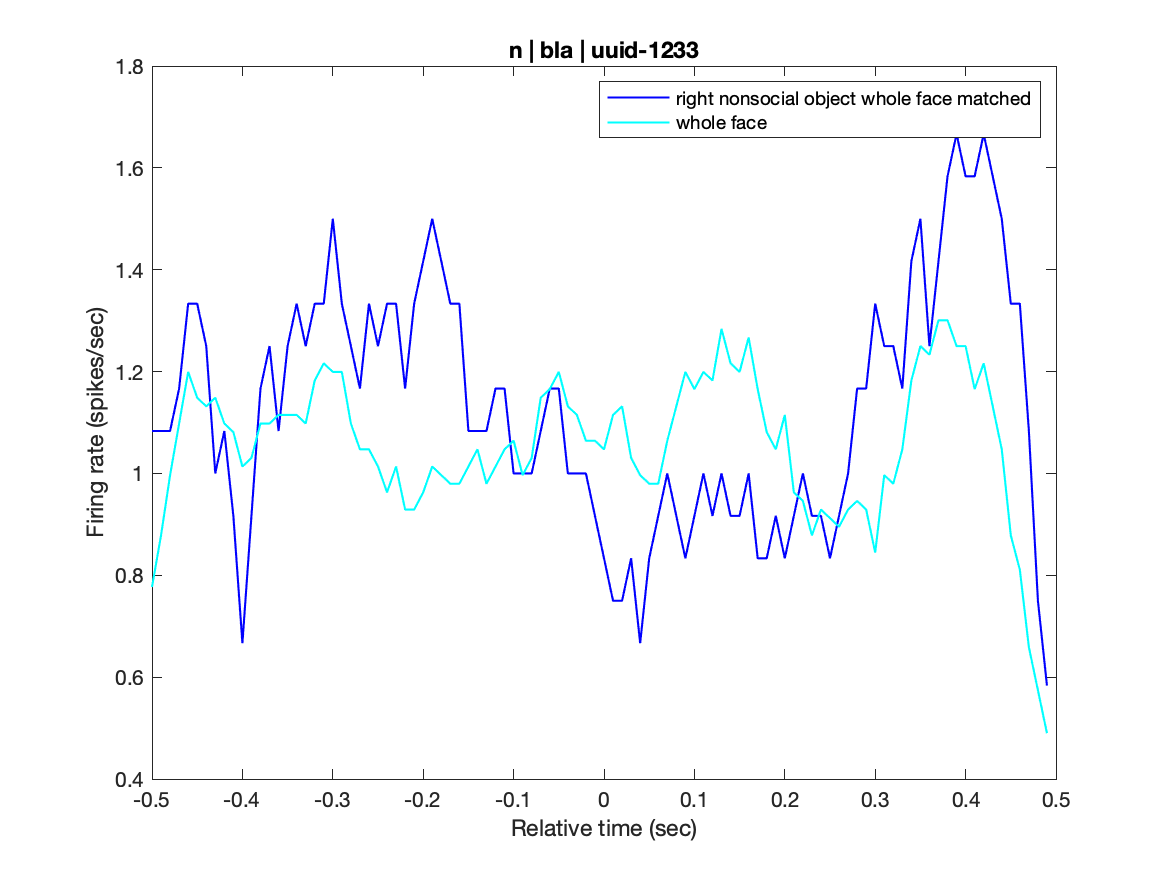 n | bla | uuid-1233
1.8
right nonsocial object whole face matched
whole face
1.6
1.4
1.2
1
0.8
0.6
0.4
Firing rate (spikes/sec)
-0.5 -0.4 -0.3 -0.2 -0.1 0 0.1 0.2 0.3 0.4 0.5
Relative time (sec)